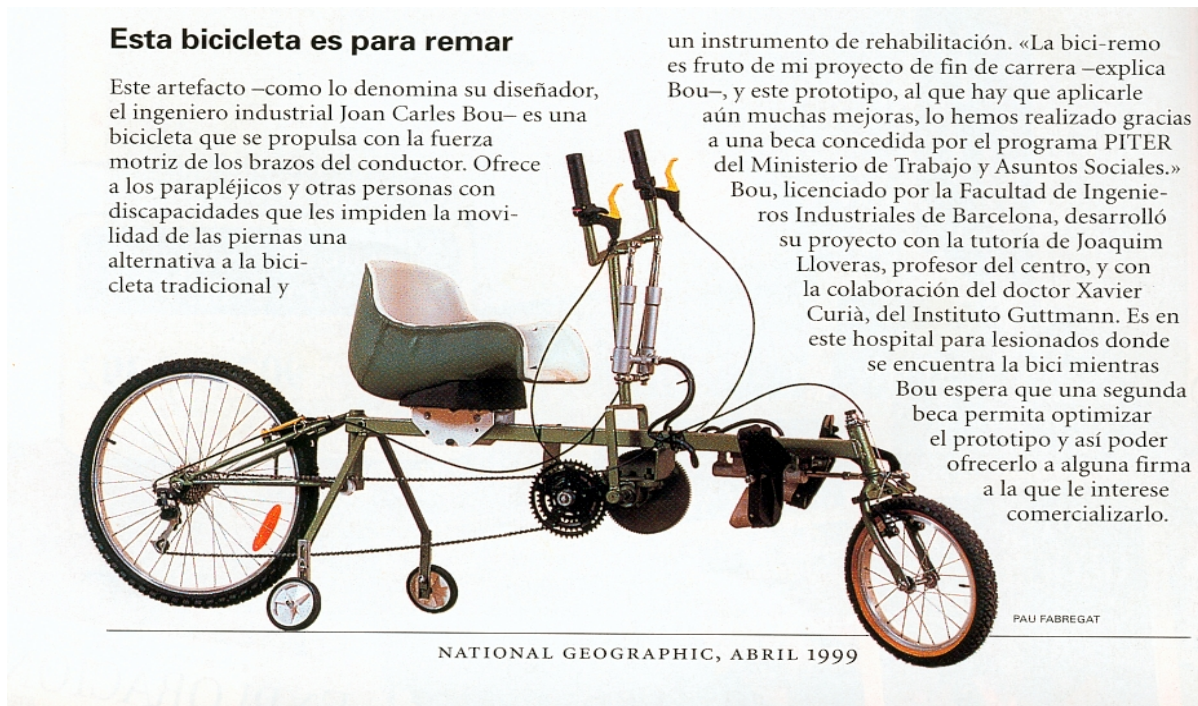 Esta bicicleta es para remar
Este artefacto –como lo denomina su diseñador,
el ingeniero industrial Joan Carles Bou– es una
bicicleta que se propulsa con la fuerza
motriz de los brazos del conductor. Ofrece
a los parapléjicos y otras personas con
discapacidades que les impiden la movi-
lidad de las piernas una
alternativa a la bici-
cleta tradicional y
un instrumento de rehabilitación. «La bici-remo
es fruto de mi proyecto de fin de carrera –explica
Bou–, y este prototipo, al que hay que aplicarle
aún muchas mejoras, lo hemos realizado gracias
a una beca concedida por el programa PITER
del Ministerio de Trabajo y Asuntos Sociales.»
Bou, licenciado por la Facultad de Ingenie-
ros Industriales de Barcelona, desarrolló
su proyecto con la tutoría de Joaquim
Lloveras, profesor del centro, y con
la colaboración del doctor Xavier
Curià, del Instituto Guttmann. Es en
este hospital para lesionados donde
se encuentra la bici mientras
Bou espera que una segunda
beca permita optimizar
el prototipo y así poder
ofrecerlo a alguna firma
a la que le interese
comercializarlo.
PAU FABREGAT
NATIONAL GEOGRAPHIC, ABRIL 1999